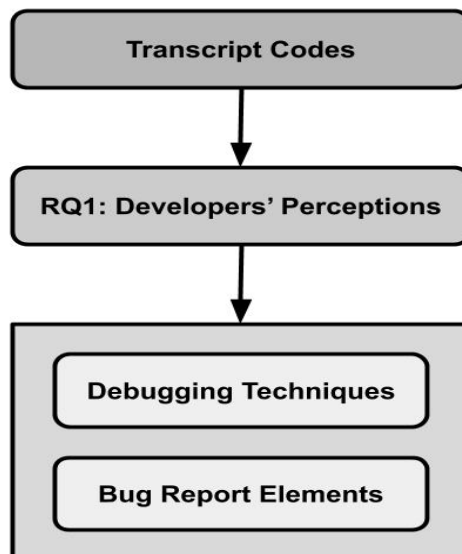 Transcript Codes
RQ1: Developers’ Perceptions
Debugging Techniques
Bug Report Elements